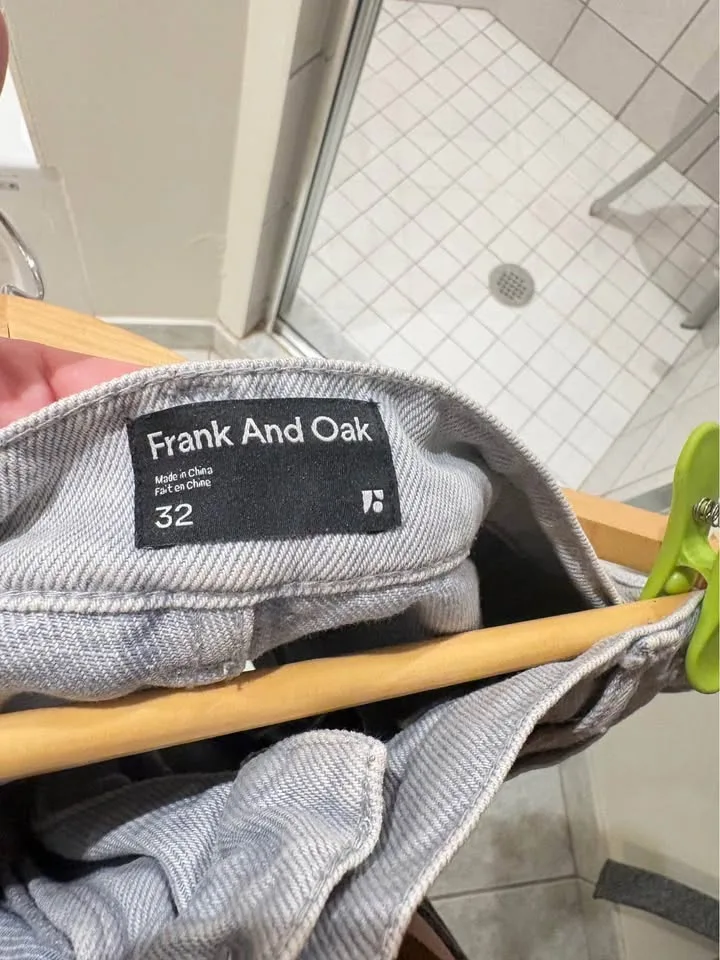 Frank And Oak
Made in China
Fait en Chine
32